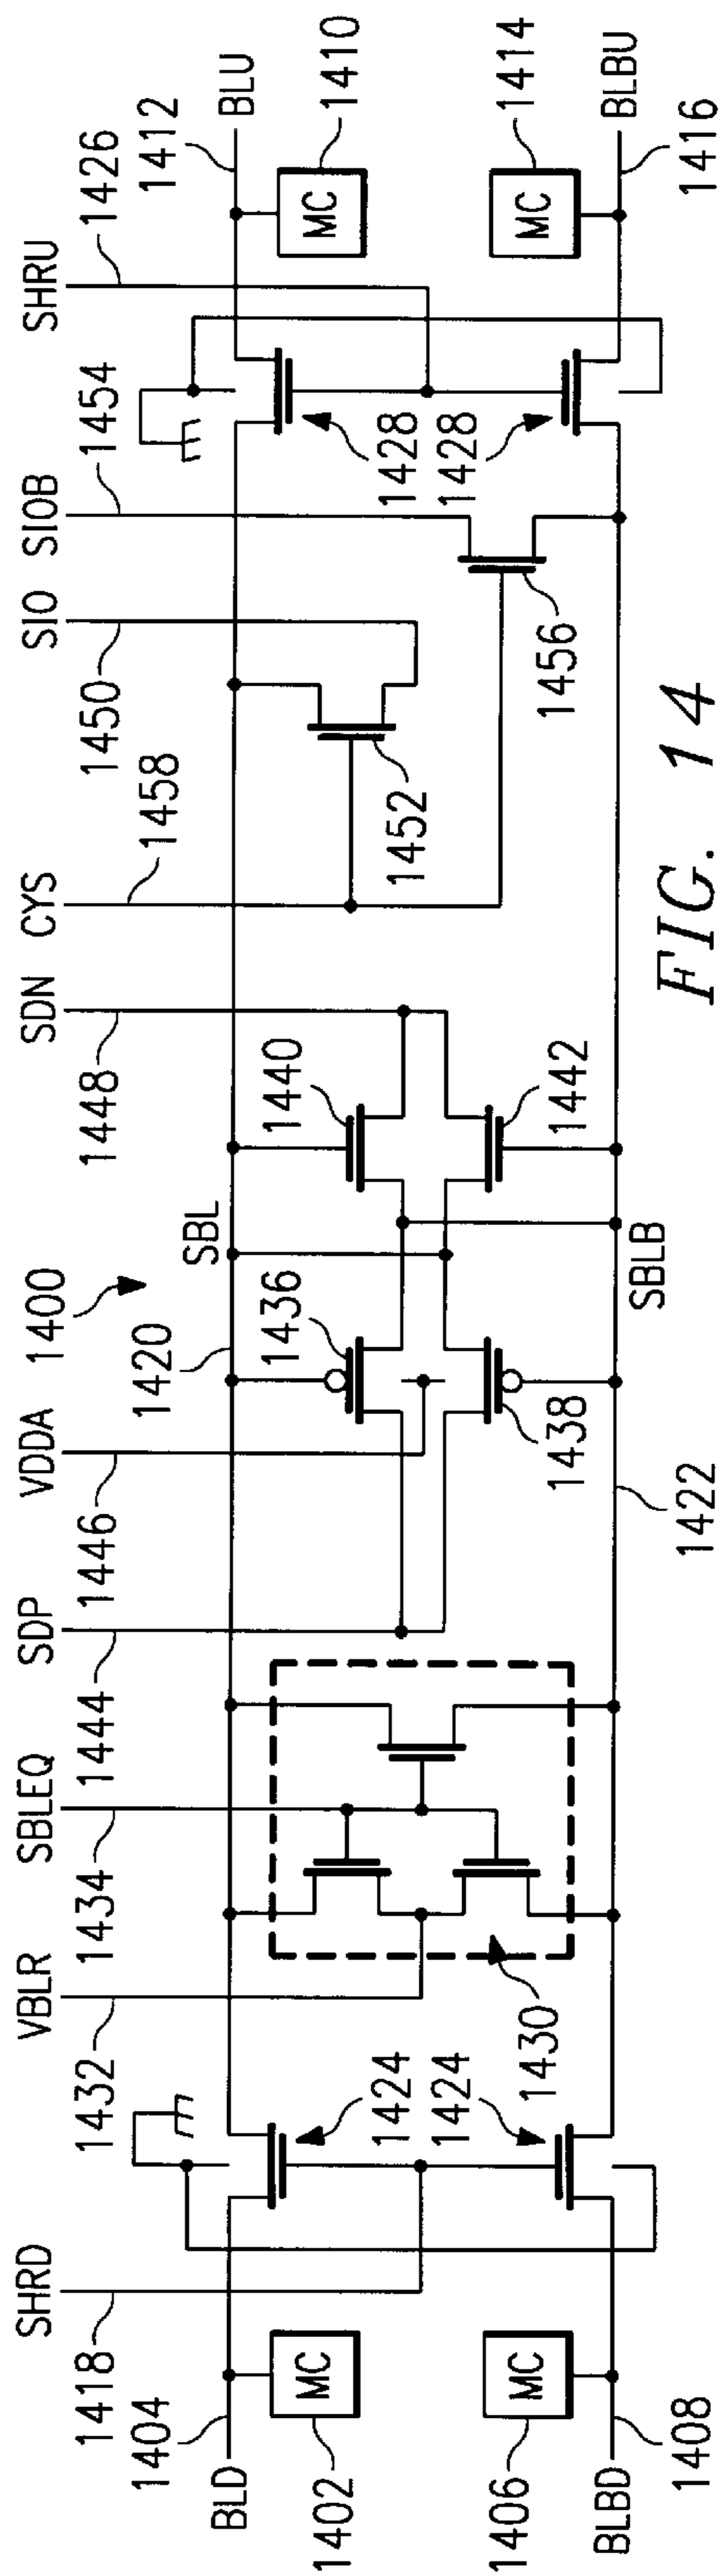 SHRD
1418
VBLR
1432
SBLEQ
1434
SDP
1444
VDDA
1446
1400
SDN
1448
CYS
1458
SIO
1450
SIOB
1454
SHRU
1426
1404
BLD
1420
SBL
1412
BLU
MC
1402
1424
1436
1440
1452
1428
MC
1410
MC
1406
1424
1430
1438
1442
1456
1428
MC
1414
BLBD
1408
1422
SBLB
BLBU
1416
FIG. 14